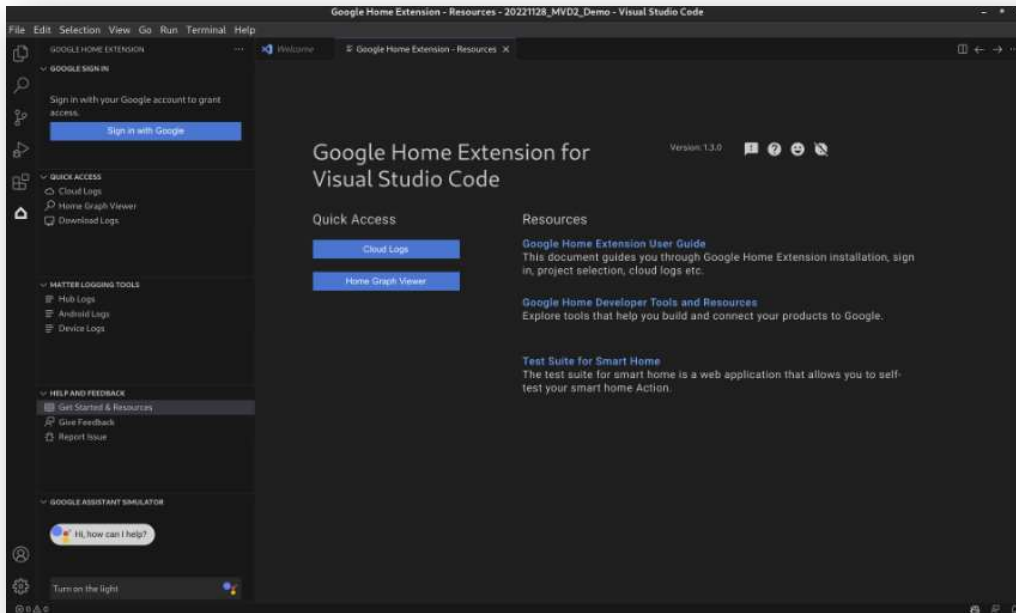 Google Home Extension - Resources - 20221128_MVD2_Demo - Visual Studio Code
File Edit Selection View Go Run Terminal Help
GOOGLE HOME EXTENSION
Welcome
Google Home Extension - Resources
GOOGLE SIGN IN
Sign in with your Google account to grant
access.
Sign in with Google
QUICK ACCESS
Cloud Logs
Home Graph Viewer
Download Logs
MATTER LOGGING TOOLS
Hub Logs
Android Logs
Device Logs
HELP AND FEEDBACK
Get Started & Resources
Give Feedback
Report Issue
GOOGLE ASSISTANT SIMULATOR
Hi, how can I help?
Turn on the light
Google Home Extension for
Visual Studio Code
Version: 1.3.0
Quick Access
Cloud Logs
Home Graph Viewer
Resources
Google Home Extension User Guide
This document guides you through Google Home Extension installation, sign
in, project selection, cloud logs etc.
Google Home Developer Tools and Resources
Explore tools that help you build and connect your products to Google.
Test Suite for Smart Home
The test suite for smart home is a web application that allows you to self-
test your smart home Action.
0 0